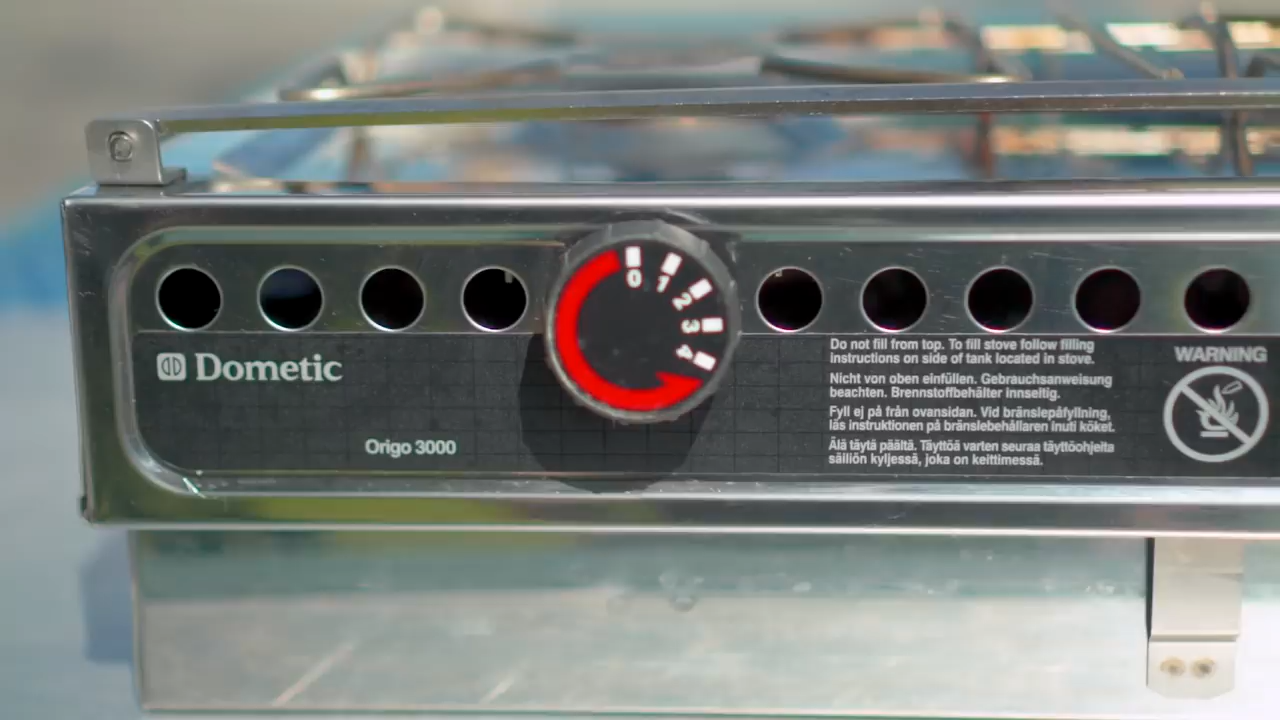 0
1
2
3
4
Dometic
Origo 3000
Do not fill from top. To fill stove follow filling
instructions on side of tank located in stove.
Nicht von oben einfüllen. Gebrauchsanweisung
beachten. Brennstoffbehälter innseitig.
Fyll ej på från ovansidan. Vid bränslepåfyllning,
läs instruktionen på bränslebehållaren inuti köket.
Älä täytä päältä. Täyttöä varten seuraa täyttöohjeita
säiliön kyljessä, joka on keittimessä.
WARNING